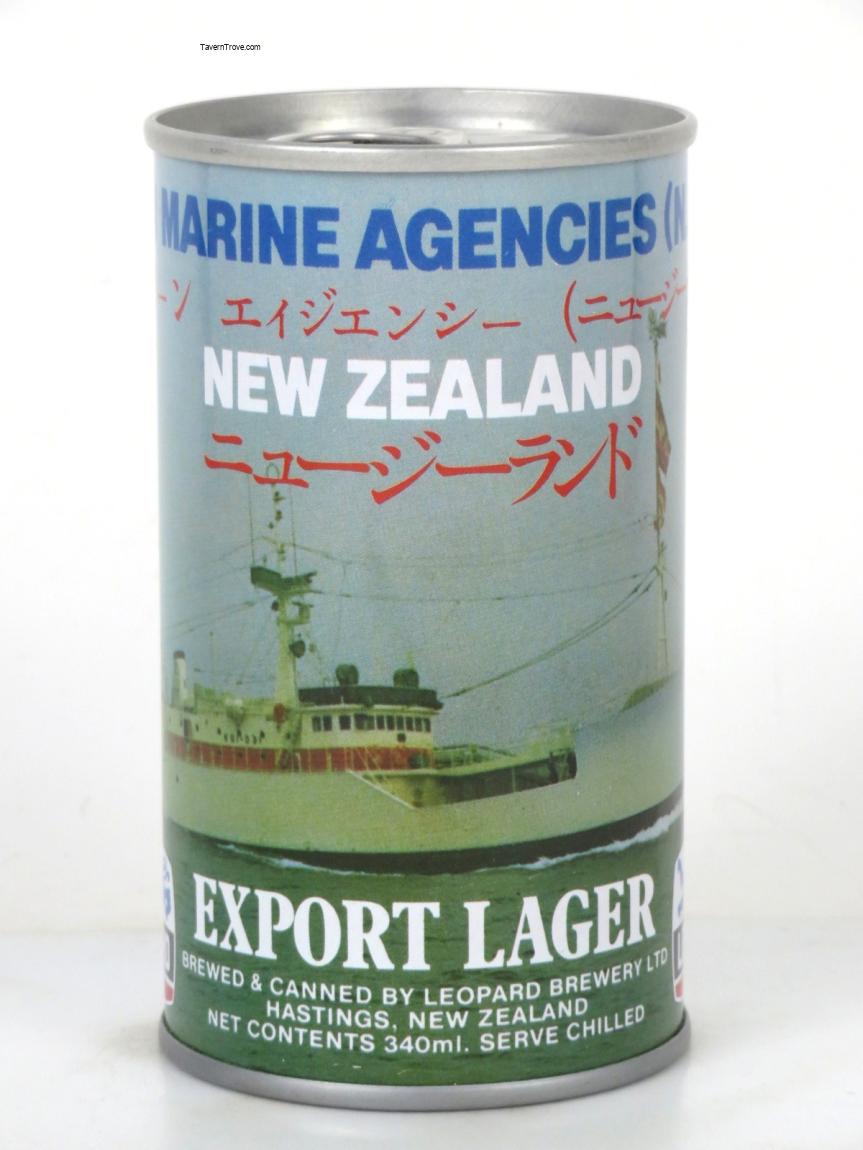 TavernTrove.com
MARINE AGENCIES (N.
ーン エィジエンシー (ニュージー
NEW ZEALAND
ニュージーランド
EXPORT LAGER
BREWED & CANNED BY LEOPARD BREWERY LTD
HASTINGS, NEW ZEALAND
NET CONTENTS 340ml. SERVE CHILLED